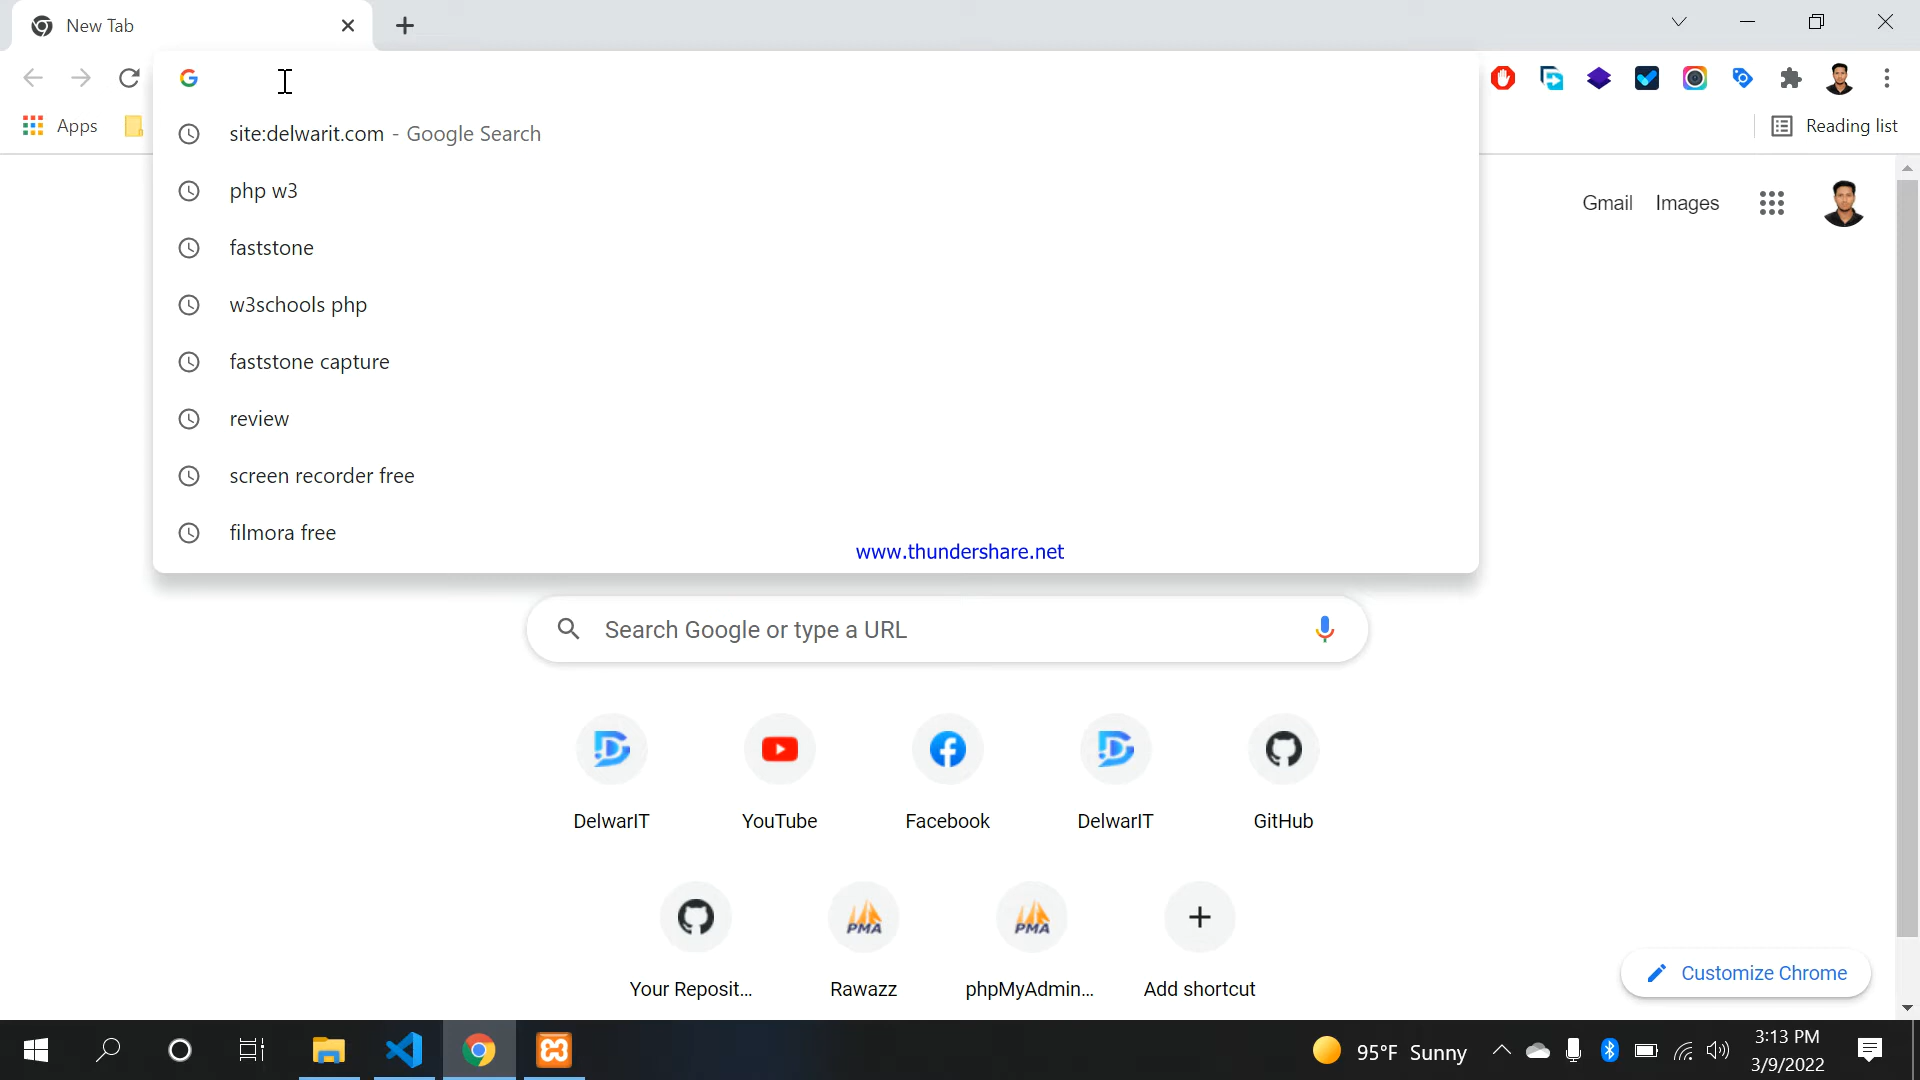 New Tab
site:delwarit.com - Google Search
Apps
Reading list
php w3
Gmail Images
faststone
w3schools php
faststone capture
review
screen recorder free
filmora free
www.thundershare.net
Search Google or type a URL
DelwarIT
YouTube
Facebook
DelwarIT
GitHub
PMA
PMA
Your Reposit...
Rawazz
phpMyAdmin...
Add shortcut
Customize Chrome
95°F Sunny
3:13 PM
3/9/2022